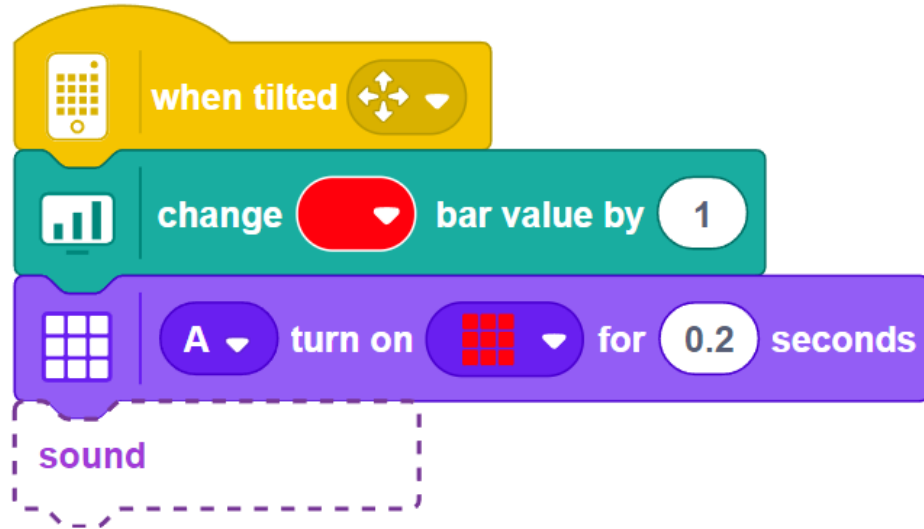 when tilted
change bar value by 1
A turn on for 0.2 seconds
sound